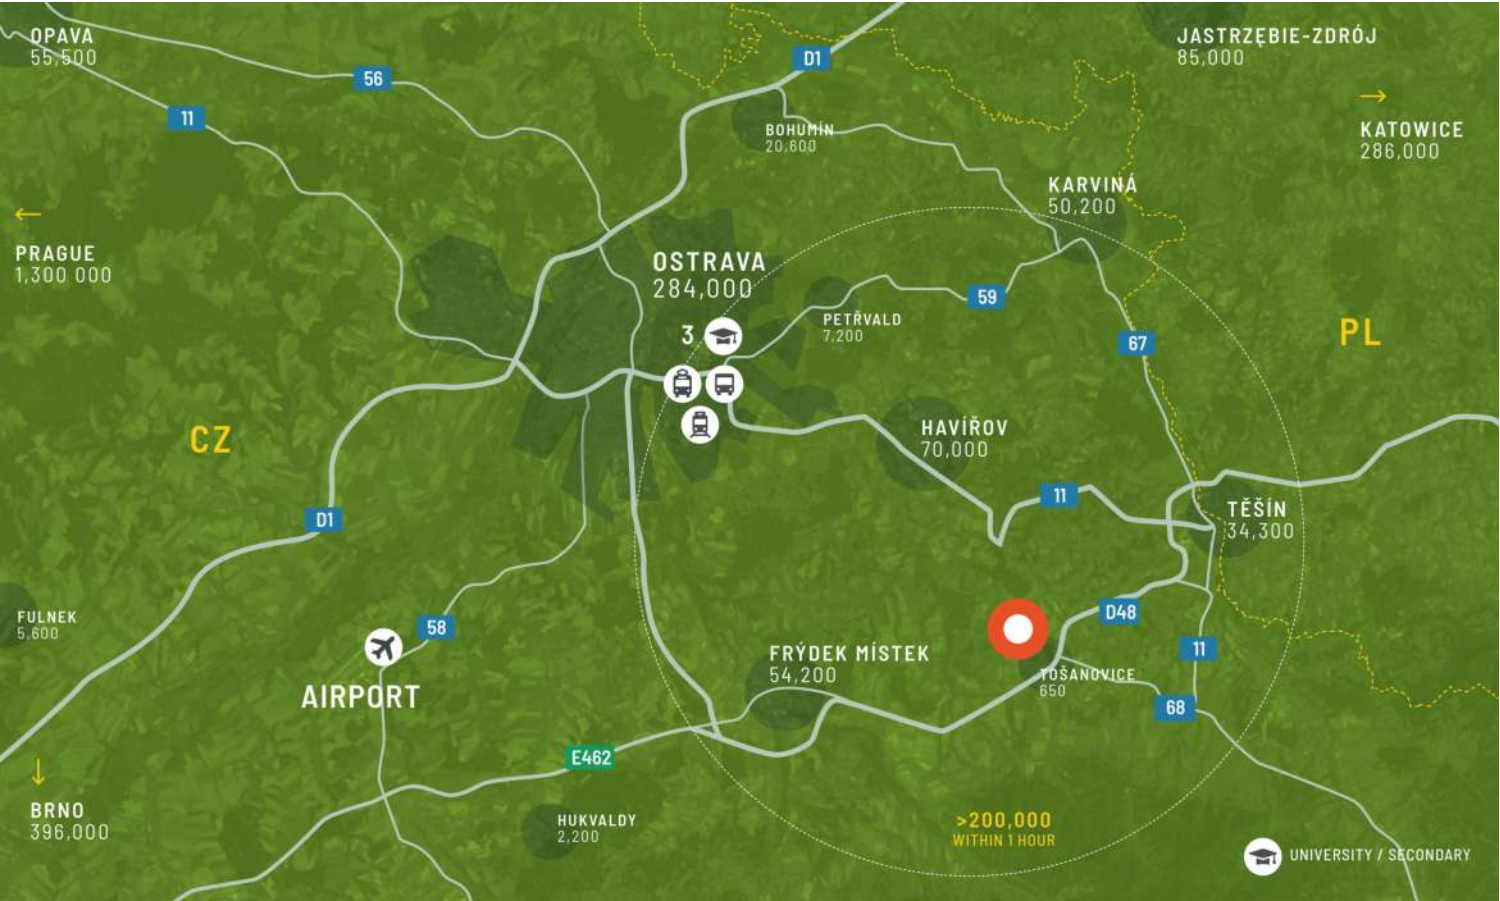 OPAVA
55,500
56
11
D1
JASTRZĘBIE-ZDRÓJ
85,000
→
KATOWICE
286,000
BOHUMÍN
20,600
KARVINÁ
50,200
←
PRAGUE
1,300 000
OSTRAVA
284,000
3
59
PETŘVALD
7,200
67
PL
CZ
HAVÍŘOV
70,000
11
TĚŠÍN
34,300
D1
FULNEK
5,600
58
AIRPORT
D48
11
FRÝDEK MÍSTEK
54,200
TOŠANOVICE
650
68
E462
↓
BRNO
396,000
HUKVALDY
2,200
>200,000
WITHIN 1 HOUR
UNIVERSITY / SECONDARY